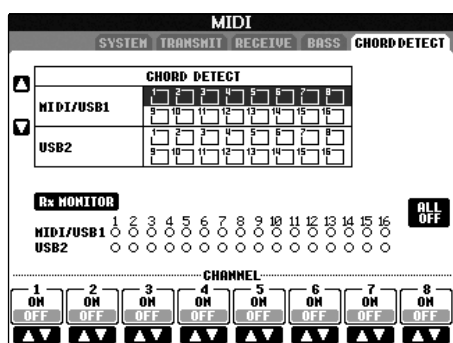 MIDI
SYSTEM TRANSMIT RECEIVE BASS CHORD DETECT
CHORD DETECT
MIDI/USB1
1 2 3 4 5 6 7 8
9 10 11 12 13 14 15 16
USB2
1 2 3 4 5 6 7 8
9 10 11 12 13 14 15 16
Rx MONITOR
ALL OFF
1 2 3 4 5 6 7 8 9 10 11 12 13 14 15 16
MIDI/USB1
USB2
CHANNEL
1 2 3 4 5 6 7 8
ON ON ON ON ON ON ON ON
OFF OFF OFF OFF OFF OFF OFF OFF